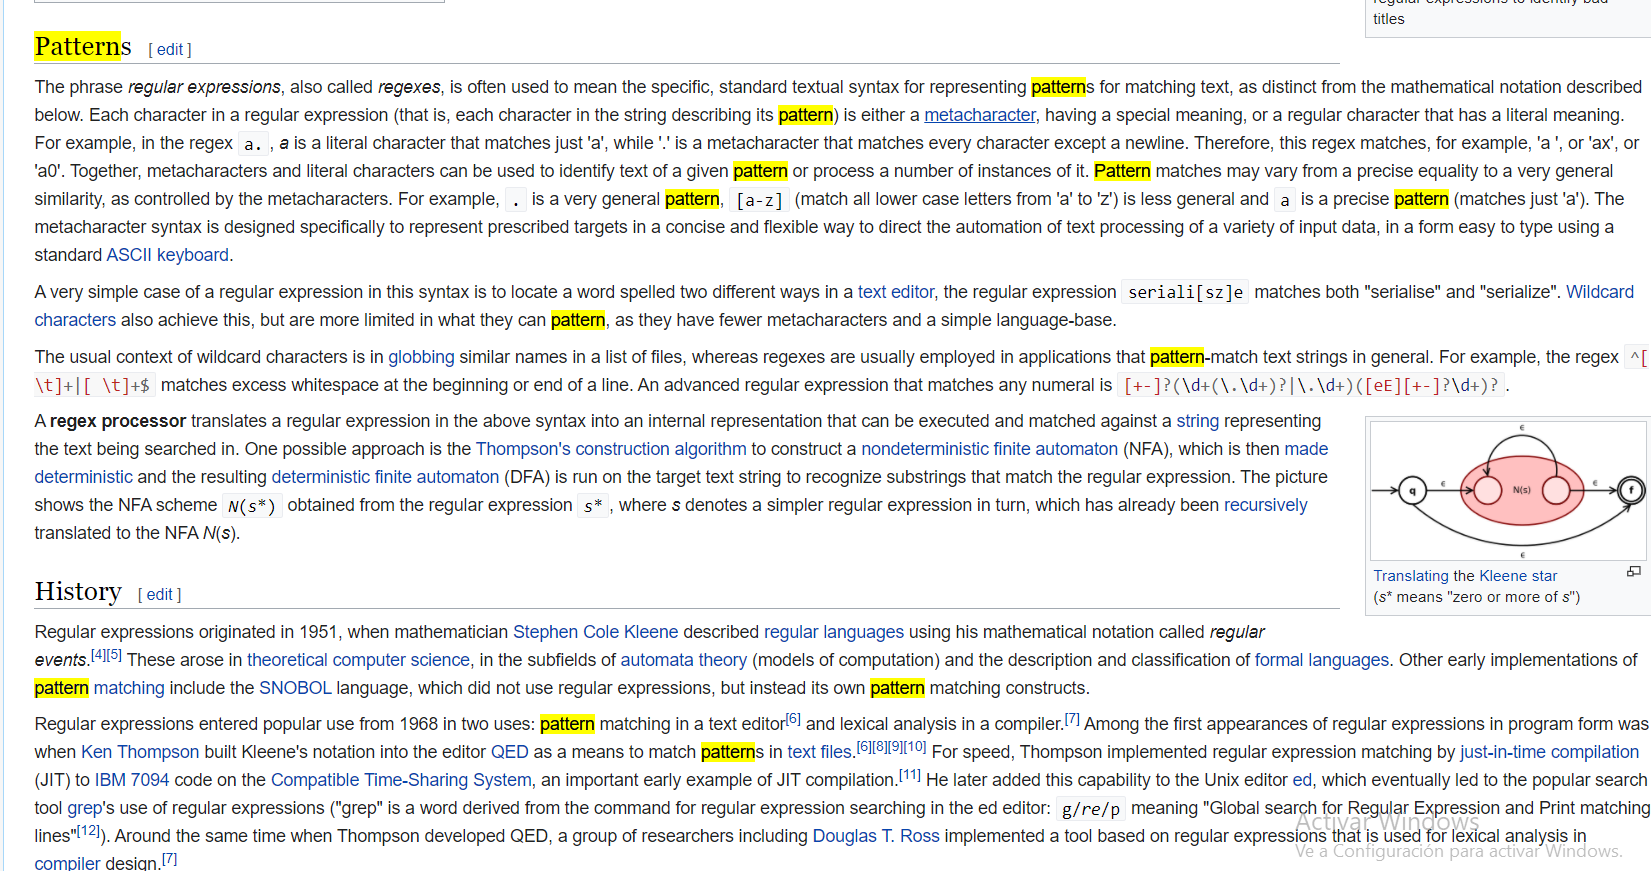 regular expressions to identify bad
titles
Patterns [ edit ]
The phrase regular expressions, also called regexes, is often used to mean the specific, standard textual syntax for representing patterns for matching text, as distinct from the mathematical notation described
below. Each character in a regular expression (that is, each character in the string describing its pattern) is either a metacharacter, having a special meaning, or a regular character that has a literal meaning.
For example, in the regex a. , a is a literal character that matches just 'a', while '.' is a metacharacter that matches every character except a newline. Therefore, this regex matches, for example, 'a ', or 'ax', or
'a0'. Together, metacharacters and literal characters can be used to identify text of a given pattern or process a number of instances of it. Pattern matches may vary from a precise equality to a very general
similarity, as controlled by the metacharacters. For example, . is a very general pattern, [a-z] (match all lower case letters from 'a' to 'z') is less general and a is a precise pattern (matches just 'a'). The
metacharacter syntax is designed specifically to represent prescribed targets in a concise and flexible way to direct the automation of text processing of a variety of input data, in a form easy to type using a
standard ASCII keyboard.
A very simple case of a regular expression in this syntax is to locate a word spelled two different ways in a text editor, the regular expression seriali[sz]e matches both "serialise" and "serialize". Wildcard
characters also achieve this, but are more limited in what they can pattern, as they have fewer metacharacters and a simple language-base.
The usual context of wildcard characters is in globbing similar names in a list of files, whereas regexes are usually employed in applications that pattern-match text strings in general. For example, the regex ^[
\t]+|[ \t]+$ matches excess whitespace at the beginning or end of a line. An advanced regular expression that matches any numeral is [+-]?(\d+(\.\d+)?|\.\d+)([eE][+-]?\d+)? .
A regex processor translates a regular expression in the above syntax into an internal representation that can be executed and matched against a string representing
the text being searched in. One possible approach is the Thompson's construction algorithm to construct a nondeterministic finite automaton (NFA), which is then made
deterministic and the resulting deterministic finite automaton (DFA) is run on the target text string to recognize substrings that match the regular expression. The picture
shows the NFA scheme N(s*) obtained from the regular expression s* , where s denotes a simpler regular expression in turn, which has already been recursively
translated to the NFA N(s).
ε
q ε N(s) ε f
ε
Translating the Kleene star
(s* means "zero or more of s")
History [ edit ]
Regular expressions originated in 1951, when mathematician Stephen Cole Kleene described regular languages using his mathematical notation called regular
events.[4][5] These arose in theoretical computer science, in the subfields of automata theory (models of computation) and the description and classification of formal languages. Other early implementations of
pattern matching include the SNOBOL language, which did not use regular expressions, but instead its own pattern matching constructs.
Regular expressions entered popular use from 1968 in two uses: pattern matching in a text editor[6] and lexical analysis in a compiler.[7] Among the first appearances of regular expressions in program form was
when Ken Thompson built Kleene's notation into the editor QED as a means to match patterns in text files.[6][8][9][10] For speed, Thompson implemented regular expression matching by just-in-time compilation
(JIT) to IBM 7094 code on the Compatible Time-Sharing System, an important early example of JIT compilation.[11] He later added this capability to the Unix editor ed, which eventually led to the popular search
tool grep's use of regular expressions ("grep" is a word derived from the command for regular expression searching in the ed editor: g/re/p meaning "Global search for Regular Expression and Print matching
lines"[12]). Around the same time when Thompson developed QED, a group of researchers including Douglas T. Ross implemented a tool based on regular expressions that is used for lexical analysis in
compiler design.[7]
Activar Windows
Ve a Configuración para activar Windows.